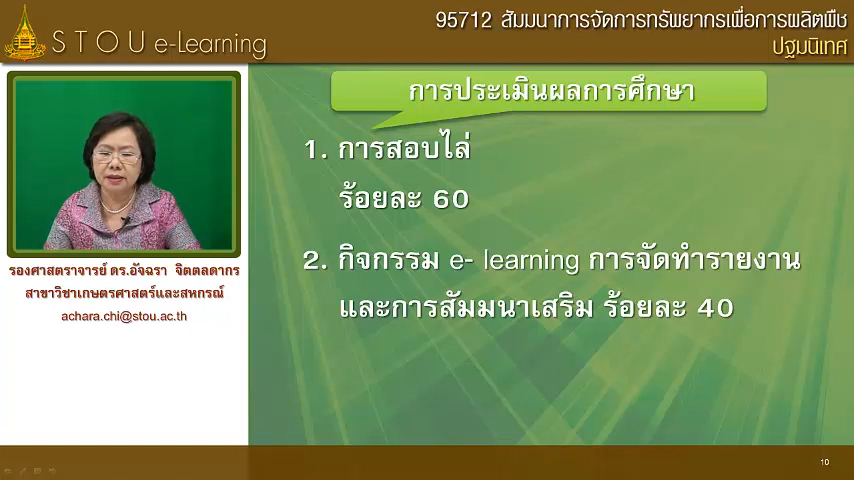 STOU e-Learning
95712 สัมมนาการจัดการทรัพยากรเพื่อการผลิตพืช
ปฐมนิเทศ
การประเมินผลการศึกษา
1. การสอบไล่
ร้อยละ 60
2. กิจกรรม e- learning การจัดทำรายงาน
และการสัมมนาเสริม ร้อยละ 40
รองศาสตราจารย์ ดร.อัจฉรา จิตตลดากร
สาขาวิชาเกษตรศาสตร์และสหกรณ์
achara.chi@stou.ac.th
10